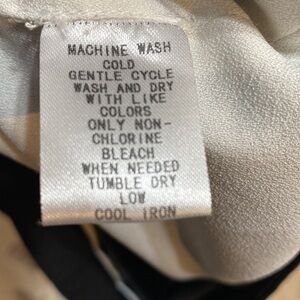 MACHINE WASH
COLD
GENTLE CYCLE
WASH AND DRY
WITH LIKE
COLORS
ONLY NON-
CHLORINE
BLEACH
WHEN NEEDED
TUMBLE DRY
LOW
COOL IRON